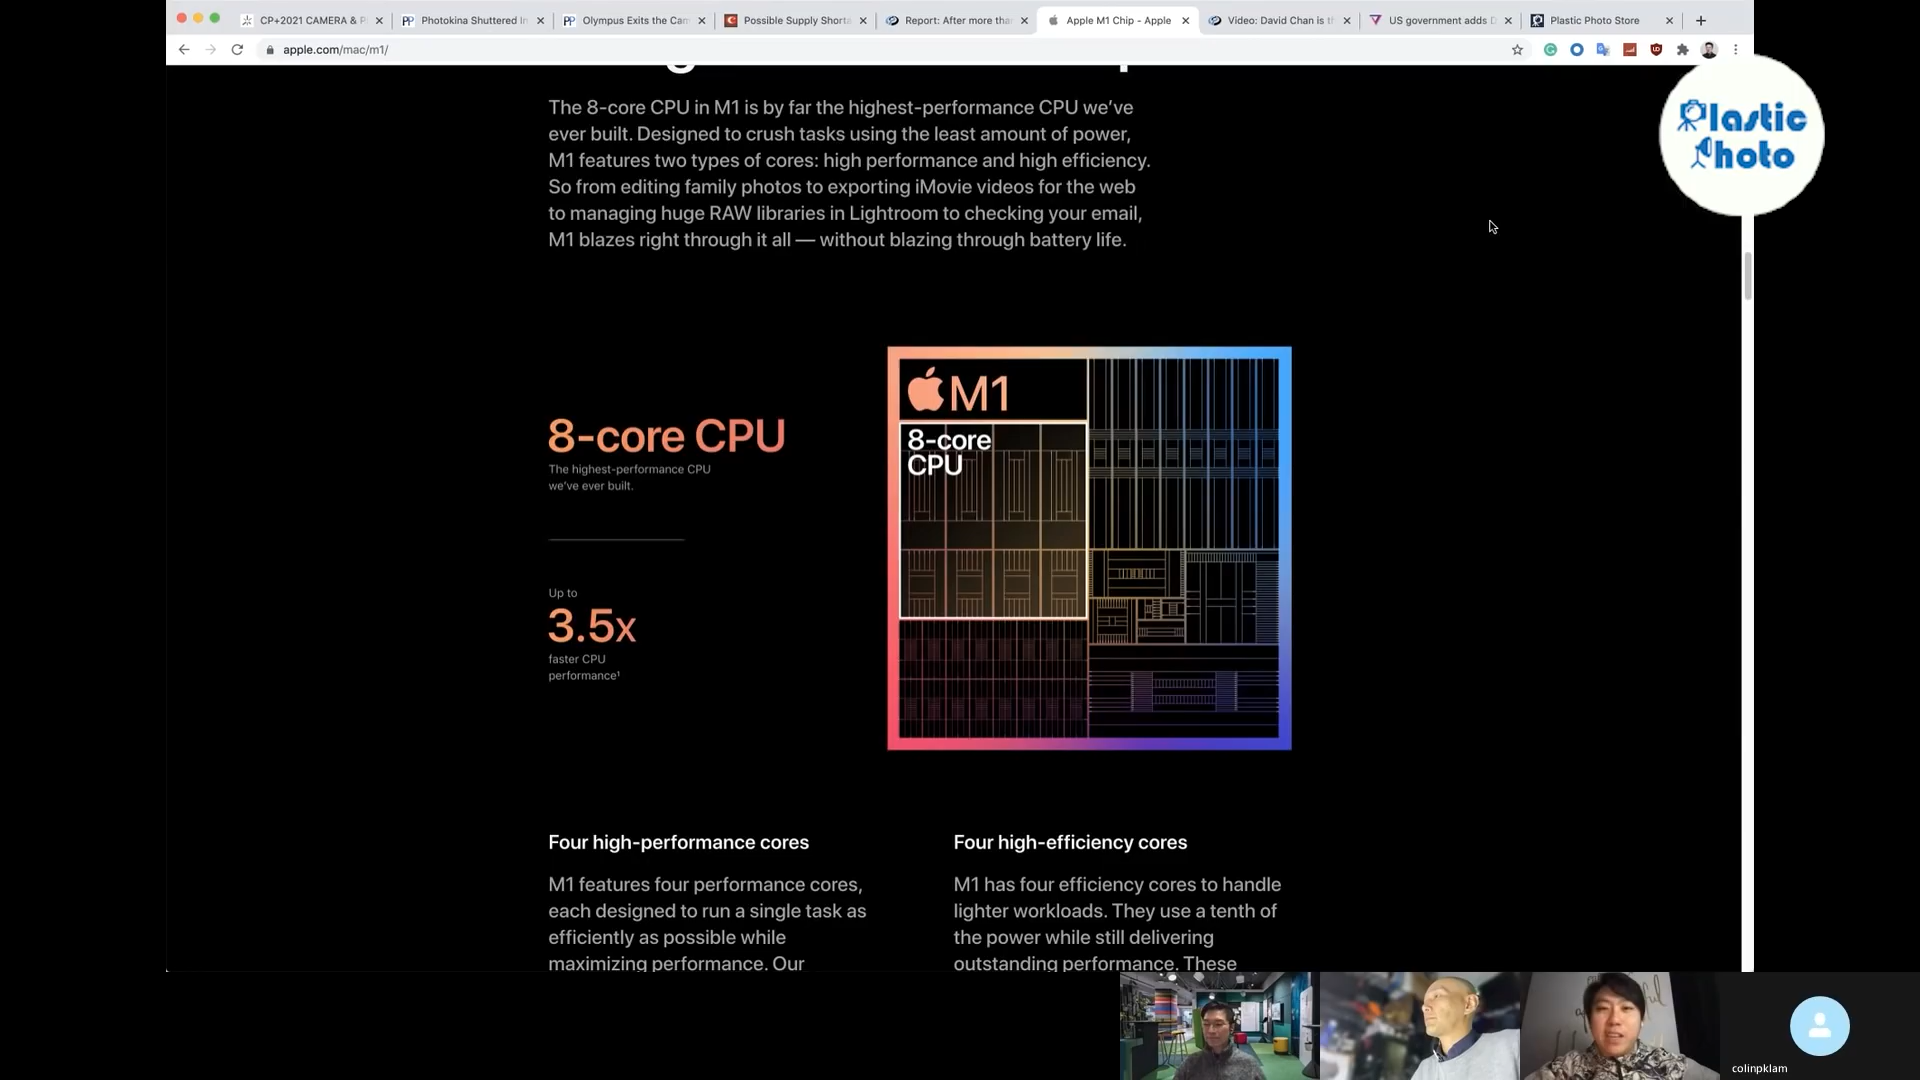 CP+2021 CAMERA & P
Photokina Shuttered In
Olympus Exits the Cam
Possible Supply Shorta
Report: After more than
Apple M1 Chip - Apple
Video: David Chan is th
US government adds D
Plastic Photo Store
apple.com/mac/m1/
The 8-core CPU in M1 is by far the highest-performance CPU we’ve
ever built. Designed to crush tasks using the least amount of power,
M1 features two types of cores: high performance and high efficiency.
So from editing family photos to exporting iMovie videos for the web
to managing huge RAW libraries in Lightroom to checking your email,
M1 blazes right through it all — without blazing through battery life.
Plastic
Photo
8-core CPU
The highest-performance CPU
we’ve ever built.
Up to
3.5x
faster CPU
performance¹
M1
8-core
CPU
Four high-performance cores
M1 features four performance cores,
each designed to run a single task as
efficiently as possible while
maximizing performance. Our
Four high-efficiency cores
M1 has four efficiency cores to handle
lighter workloads. They use a tenth of
the power while still delivering
outstanding performance. These
colinpklam